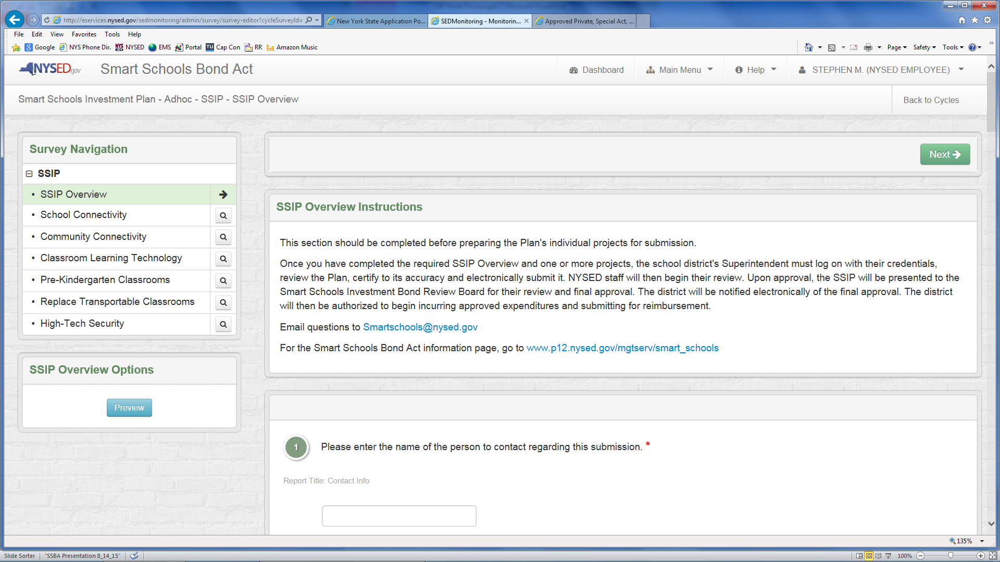 http://eservices.nysed.gov/sedmonitoring/admin/survey/survey-editor?cycleSurveyId=
New York State Application Po...
SEDMonitoring - Monitorin...
Approved Private, Special Act, ...
File Edit View Favorites Tools Help
Google NYS Phone Dir. NYSED EMS Portal Cap Con RR Amazon Music
Page Safety Tools
NYSED.gov Smart Schools Bond Act
Dashboard Main Menu Help STEPHEN M. (NYSED EMPLOYEE)
Smart Schools Investment Plan - Adhoc - SSIP - SSIP Overview
Back to Cycles
Survey Navigation
SSIP
• SSIP Overview
• School Connectivity
• Community Connectivity
• Classroom Learning Technology
• Pre-Kindergarten Classrooms
• Replace Transportable Classrooms
• High-Tech Security
SSIP Overview Options
Preview
Next
SSIP Overview Instructions
This section should be completed before preparing the Plan's individual projects for submission.
Once you have completed the required SSIP Overview and one or more projects, the school district's Superintendent must log on with their credentials,
review the Plan, certify to its accuracy and electronically submit it. NYSED staff will then begin their review. Upon approval, the SSIP will be presented to the
Smart Schools Investment Bond Review Board for their review and final approval. The district will be notified electronically of the final approval. The district
will then be authorized to begin incurring approved expenditures and submitting for reimbursement.
Email questions to Smartschools@nysed.gov
For the Smart Schools Bond Act information page, go to www.p12.nysed.gov/mgtserv/smart_schools
1 Please enter the name of the person to contact regarding this submission. *
Report Title: Contact Info
135%
Slide Sorter "SSBA Presentation 8_14_15" 100%